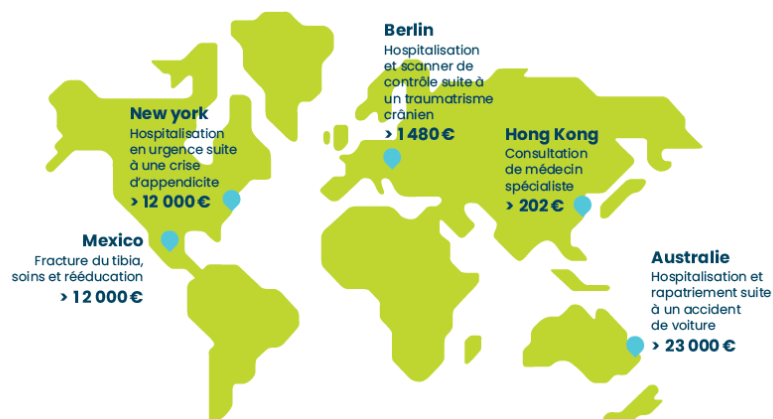 Berlin
Hospitalisation
et scanner de
contrôle suite à
un traumatrisme
crânien
> 1 480 €
New york
Hospitalisation
en urgence suite
à une crise
d’appendicite
> 12 000 €
Hong Kong
Consultation
de médecin
spécialiste
> 202 €
Mexico
Fracture du tibia,
soins et rééducation
> 12 000 €
Australie
Hospitalisation et
rapatriement suite
à un accident
de voiture
> 23 000 €